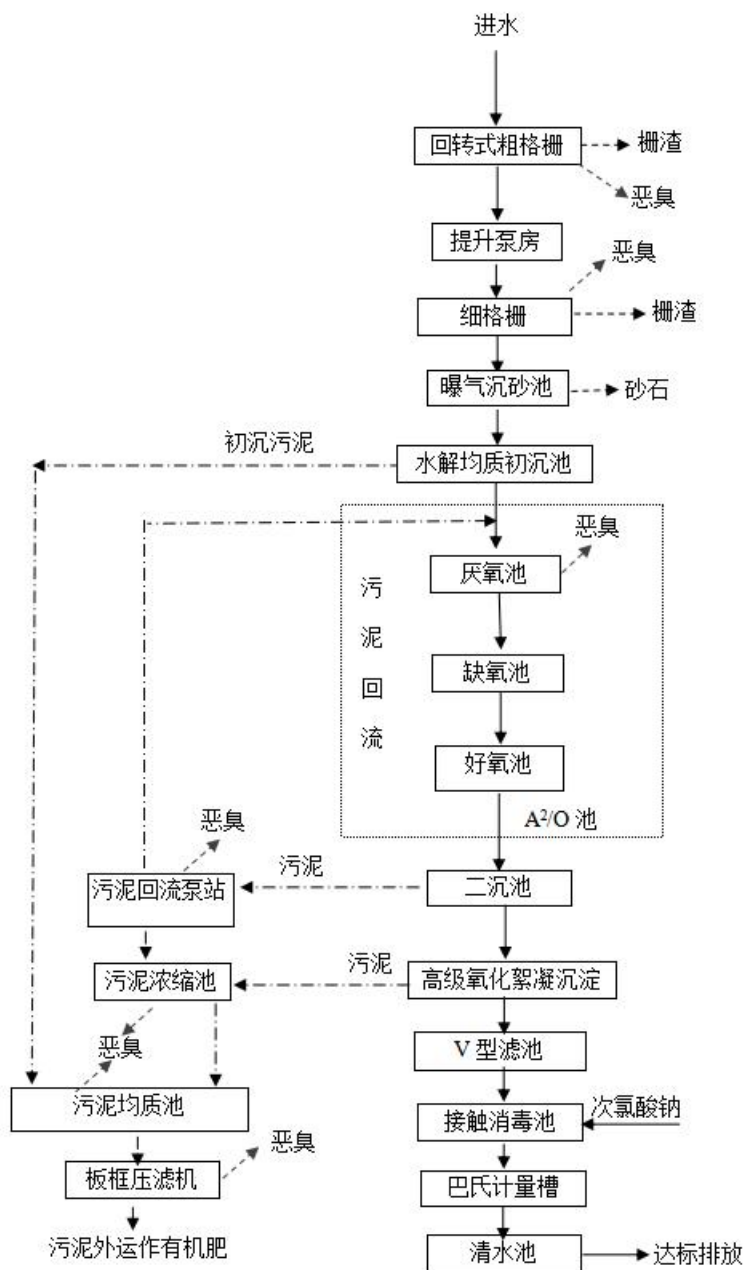 进水
回转式粗格栅
栅渣
恶臭
提升泵房
恶臭
细格栅
栅渣
曝气沉砂池
砂石
初沉污泥
水解均质初沉池
恶臭
厌氧池
污
泥
回
流
缺氧池
好氧池
A²/O 池
恶臭
污泥
二沉池
污泥回流泵站
污泥
污泥浓缩池
高级氧化絮凝沉淀
恶臭
V 型滤池
污泥均质池
次氯酸钠
接触消毒池
恶臭
板框压滤机
巴氏计量槽
污泥外运作有机肥
清水池
达标排放